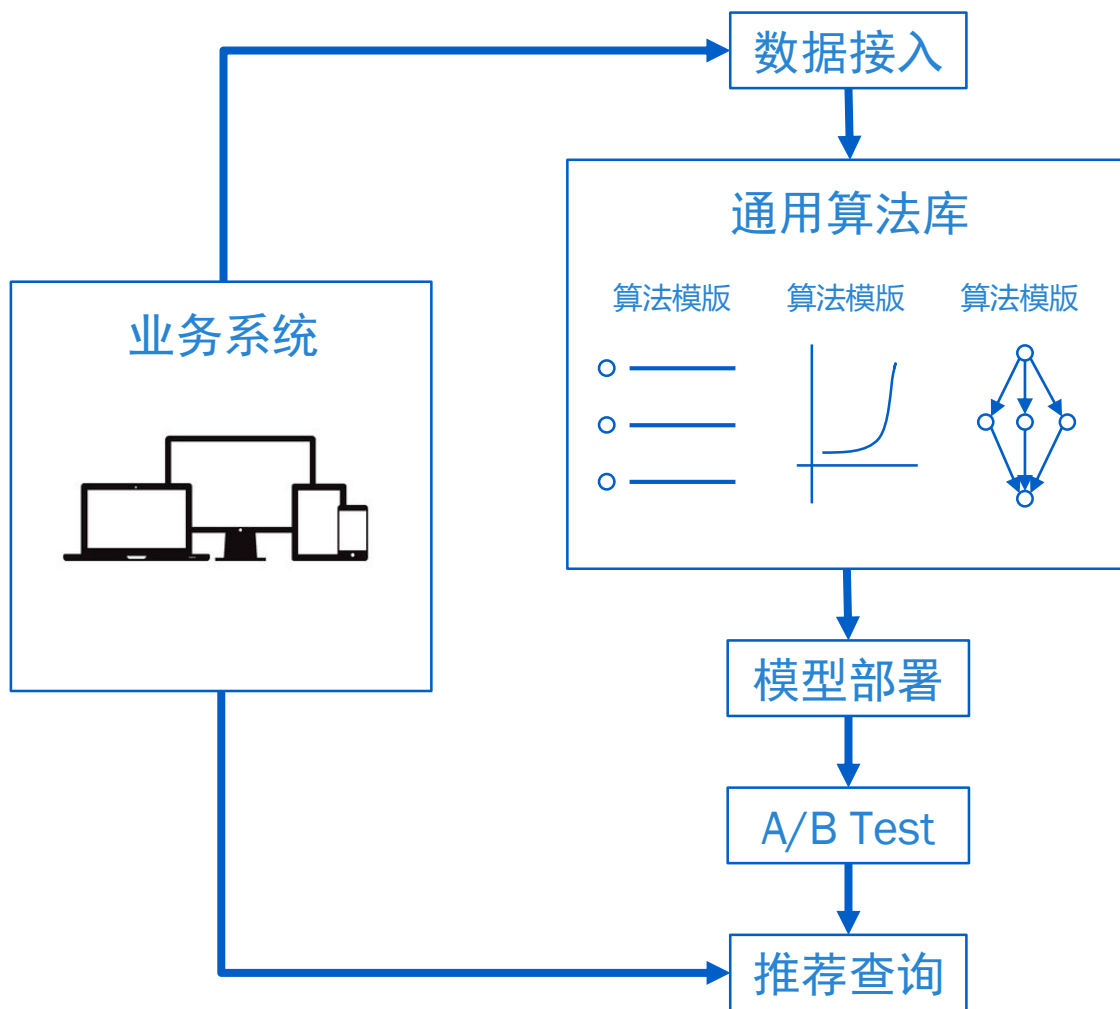 数据接入
通用算法库
算法模版 算法模版 算法模版
业务系统
模型部署
A/B Test
推荐查询